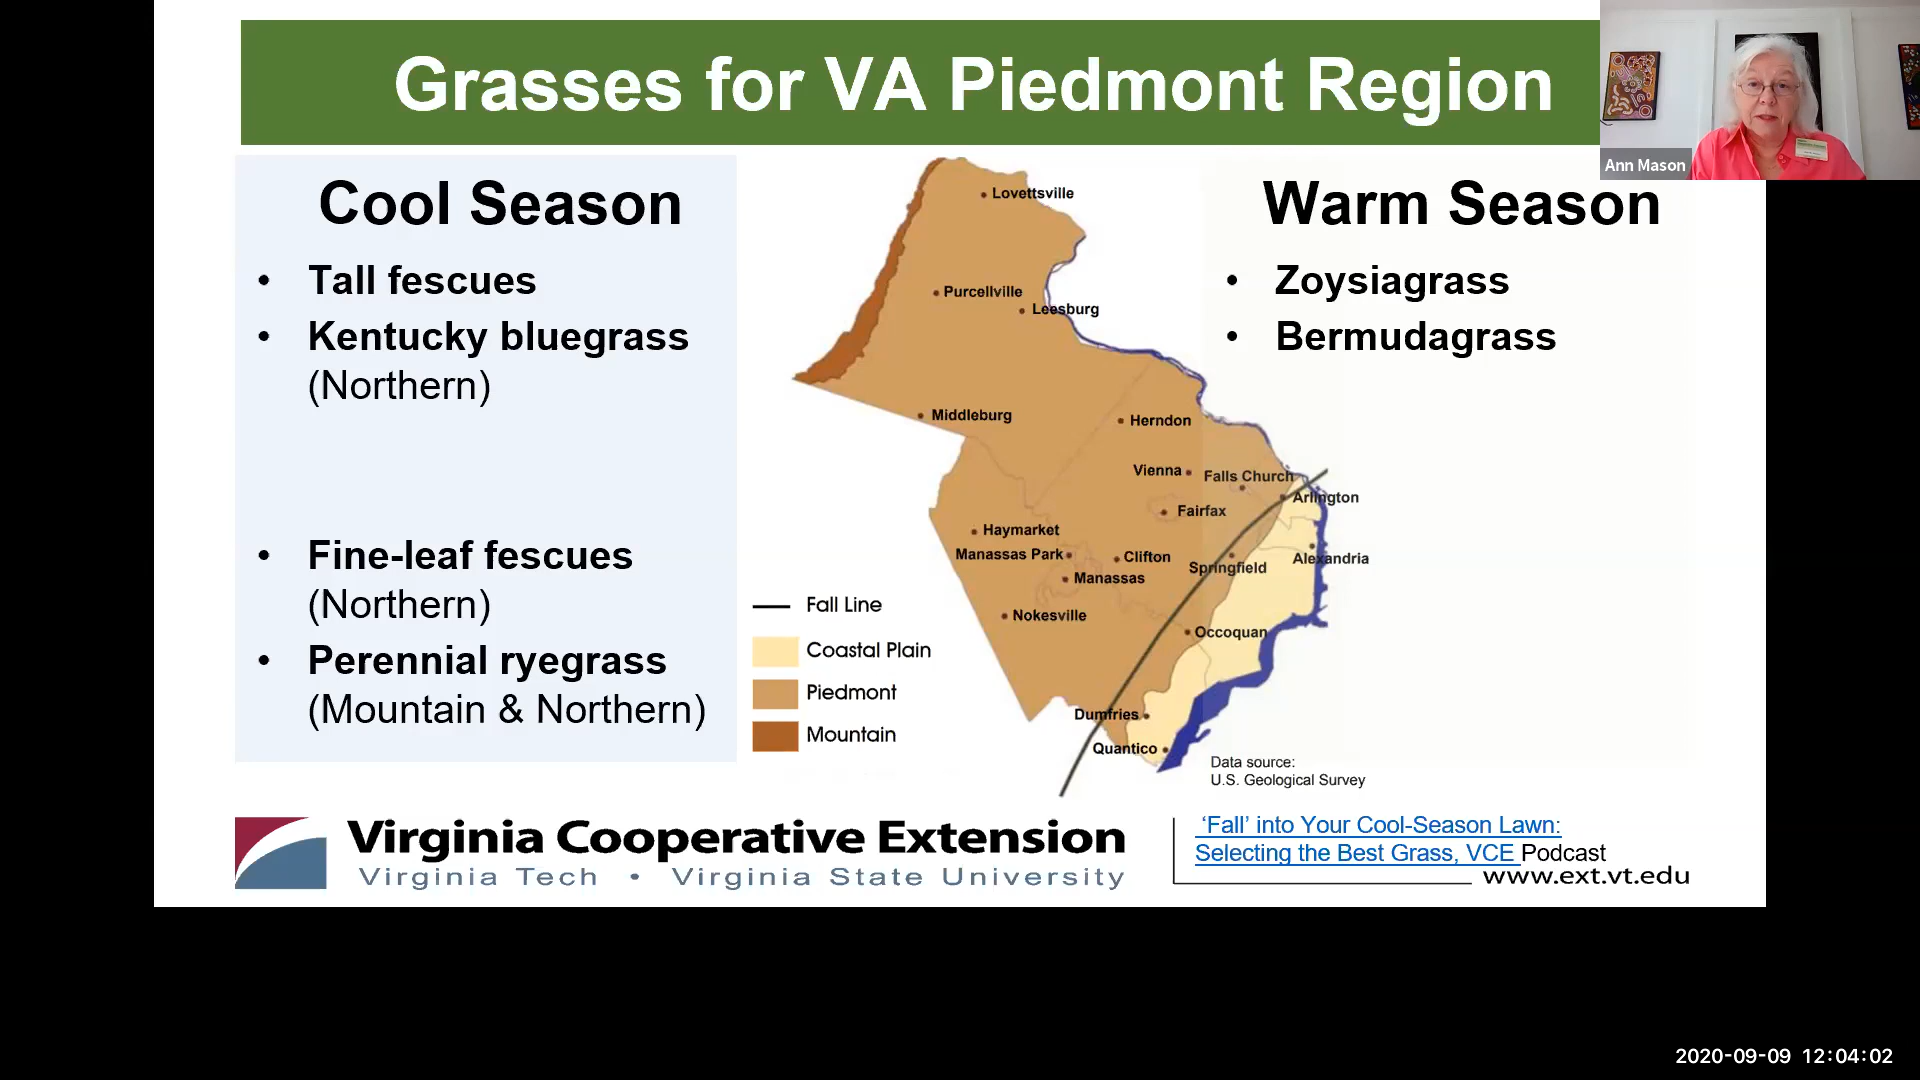 Grasses for VA Piedmont Region
Ann Mason
Cool Season
• Tall fescues
• Kentucky bluegrass
(Northern)
• Fine-leaf fescues
(Northern)
• Perennial ryegrass
(Mountain & Northern)
Lovettsville
Purcellville
Leesburg
Middleburg
Herndon
Vienna
Falls Church
Arlington
Fairfax
Haymarket
Manassas Park
Clifton
Alexandria
Springfield
Manassas
Nokesville
Occoquan
Dumfries
Quantico
Fall Line
Coastal Plain
Piedmont
Mountain
Data source:
U.S. Geological Survey
Warm Season
• Zoysiagrass
• Bermudagrass
Virginia Cooperative Extension
Virginia Tech • Virginia State University
‘Fall’ into Your Cool-Season Lawn:
Selecting the Best Grass, VCE Podcast
www.ext.vt.edu
2020-09-09 12:04:02